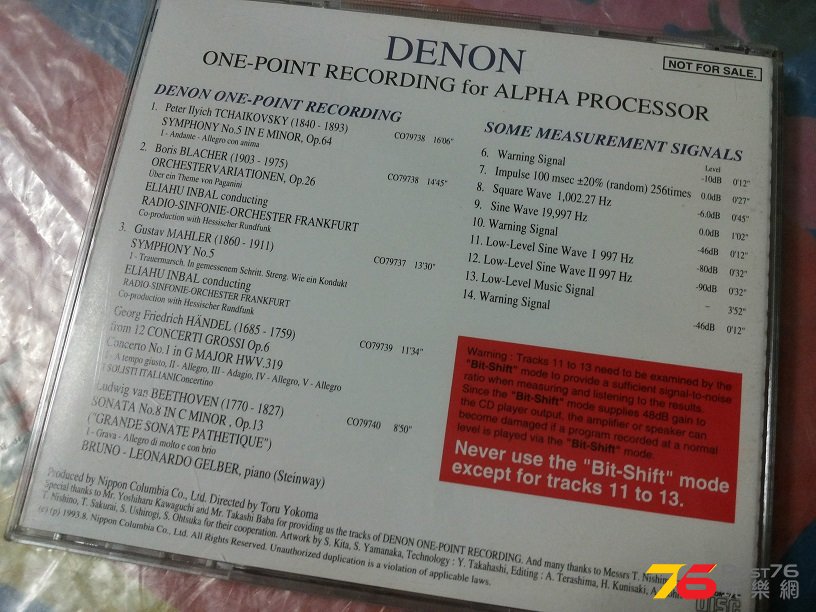 DENON
NOT FOR SALE.
ONE-POINT RECORDING for ALPHA PROCESSOR
DENON ONE-POINT RECORDING
1. Peter Ilyich TCHAIKOVSKY (1840 - 1893)
SYMPHONY No.5 IN E MINOR, Op.64 CO79738 16'06"
I - Andante - Allegro con anima
2. Boris BLACHER (1903 - 1975)
ORCHESTERVARIATIONEN, Op.26 CO79738 14'45"
Über ein Theme von Paganini
ELIAHU INBAL conducting
RADIO-SINFONIE-ORCHESTER FRANKFURT
Co-production with Hessischer Rundfunk
3. Gustav MAHLER (1860 - 1911)
SYMPHONY No.5 CO79737 13'30"
I - Trauermarsch. In gemessenem Schritt. Streng. Wie ein Kondukt
ELIAHU INBAL conducting
RADIO-SINFONIE-ORCHESTER FRANKFURT
Co-production with Hessischer Rundfunk
Georg Friedrich HÄNDEL (1685 - 1759)
from 12 CONCERTI GROSSI Op.6 CO79739 11'34"
Concerto No.1 in G MAJOR HWV.319
I - A tempo giusto, II - Allegro, III - Adagio, IV - Allegro, V - Allegro
I SOLISTI ITALIANI Concertino
Ludwig van BEETHOVEN (1770 - 1827)
SONATA No.8 IN C MINOR , Op.13 CO79740 8'50"
("GRANDE SONATE PATHETIQUE")
1 - Grava - Allegro di molto e con brio
BRUNO - LEONARDO GELBER, piano (Steinway)
SOME MEASUREMENT SIGNALS
Level
6. Warning Signal -10dB 0'12"
7. Impulse 100 msec ±20% (random) 256times 0.0dB 0'27"
8. Square Wave 1,002.27 Hz -6.0dB 0'45"
9. Sine Wave 19,997 Hz 0.0dB 1'02"
10. Warning Signal -46dB 0'12"
11. Low-Level Sine Wave I 997 Hz -80dB 0'32"
12. Low-Level Sine Wave II 997 Hz -90dB 0'32"
13. Low-Level Music Signal – 3'52"
14. Warning Signal -46dB 0'12"
Warning : Tracks 11 to 13 need to be examined by the
"Bit-Shift" mode to provide a sufficient signal-to-noise
ratio when measuring and listening to the results.
Since the "Bit-Shift" mode supplies 48dB gain to
the CD player output, the amplifier or speaker can
become damaged if a program recorded at a normal
level is played via the "Bit-Shift" mode.
Never use the "Bit-Shift" mode
except for tracks 11 to 13.
Produced by Nippon Columbia Co., Ltd. Directed by Toru Yokoma
Special thanks to Mr. Yoshiharu Kawaguchi and Mr. Takashi Baba for providing us the tracks of DENON ONE-POINT RECORDING. And many thanks to Messrs T. Nishino,
T. Nishino, T. Sakurai, S. Ushirogi, S. Ohtsuka for their cooperation. Artwork by S. Kita, S. Yamanaka, Technology : Y. Takahashi, Editing : A. Terashima, H. Kunisaki, A.
(c) (p) 1993.8. Nippon Columbia Co., Ltd. All Rights Reserved. Unauthorized duplication is a violation of applicable laws.
76
樂網